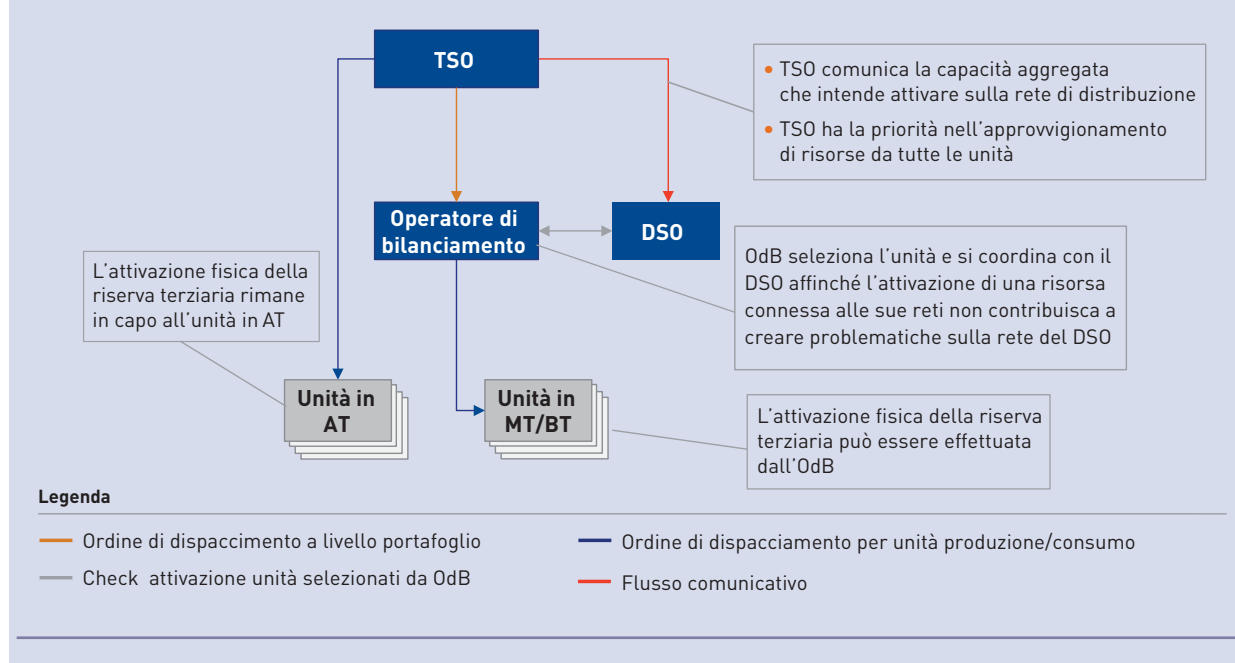 TSO
• TSO comunica la capacità aggregata
che intende attivare sulla rete di distribuzione
• TSO ha la priorità nell'approvvigionamento
di risorse da tutte le unità
Operatore di
bilanciamento
DSO
L'attivazione fisica della
riserva terziaria rimane
in capo all'unità in AT
OdB seleziona l'unità e si coordina con il
DSO affinché l'attivazione di una risorsa
connessa alle sue reti non contribuisca a
creare problematiche sulla rete del DSO
Unità in
AT
Unità in
MT/BT
L'attivazione fisica della riserva
terziaria può essere effettuata
dall'OdB
Legenda
Ordine di dispaccimento a livello portafoglio
Ordine di dispacciamento per unità produzione/consumo
Check attivazione unità selezionati da OdB
Flusso comunicativo